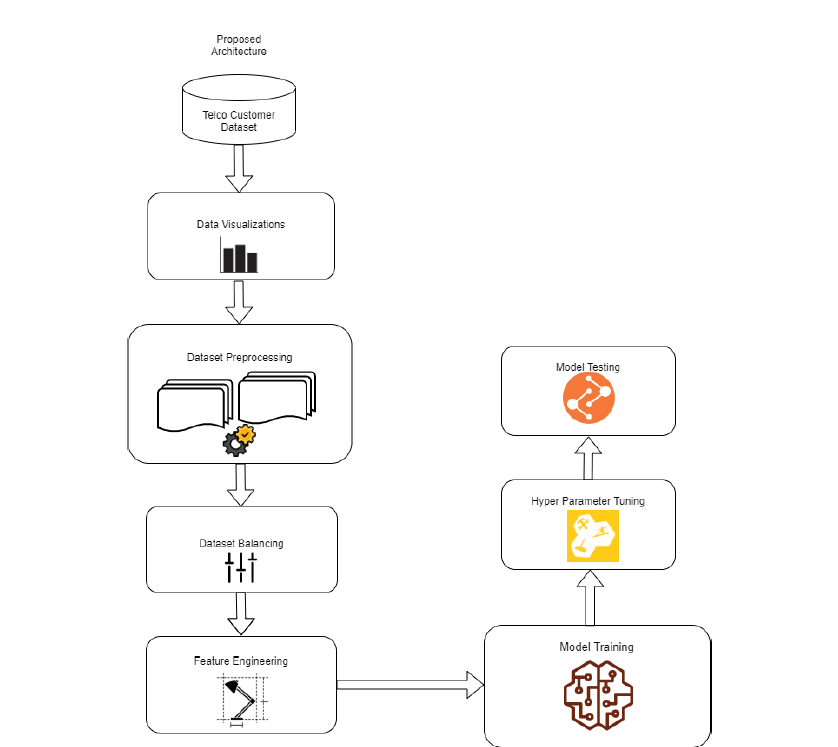 Proposed
Architecture
Telco Customer
Dataset
Data Visualizations
Dataset Preprocessing
Dataset Balancing
Feature Engineering
Model Training
Hyper Parameter Tuning
Model Testing